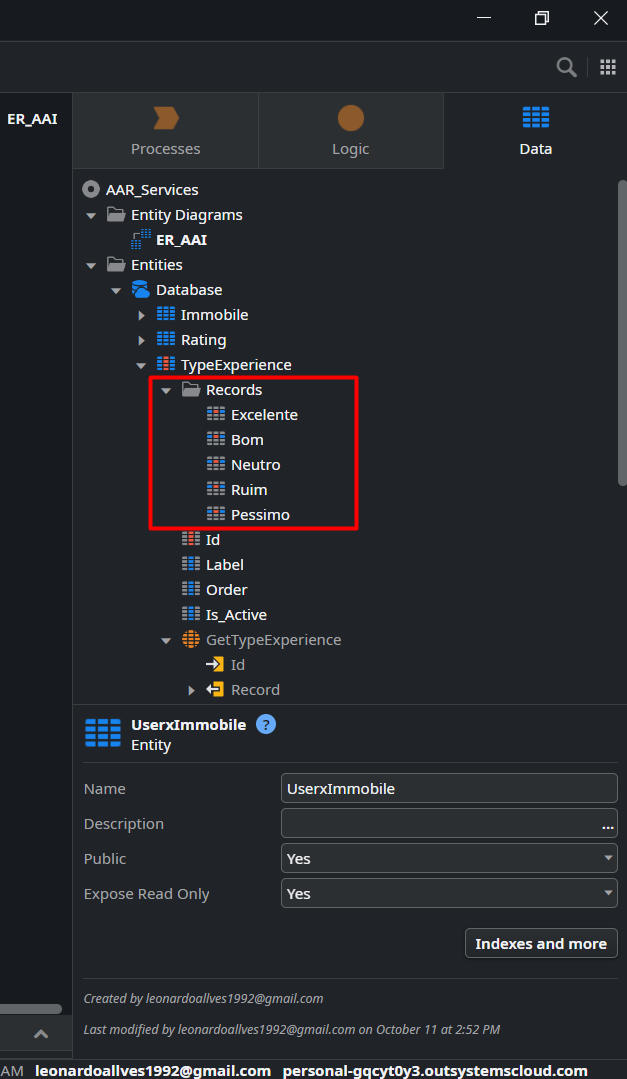 ER_AAI
Processes
Logic
Data
AAR_Services
Entity Diagrams
ER_AAI
Entities
Database
Immobile
Rating
TypeExperience
Records
Excelente
Bom
Neutro
Ruim
Pessimo
Id
Label
Order
Is_Active
GetTypeExperience
Id
Record
UserxImmobile ?
Entity
Name UserxImmobile
Description ...
Public Yes
Expose Read Only Yes
Indexes and more
Created by leonardoallves1992@gmail.com
Last modified by leonardoallves1992@gmail.com on October 11 at 2:52 PM
AM leonardoallves1992@gmail.com personal-gqcyt0y3.outsystemscloud.com